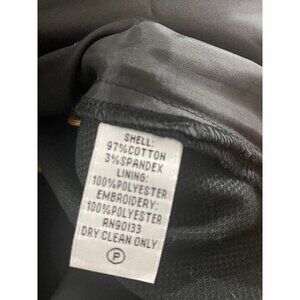 SHELL:
97%COTTON
3%SPANDEX
LINING:
100%POLYESTER
EMBROIDERY:
100%POLYESTER
RN90133
DRY CLEAN ONLY
P